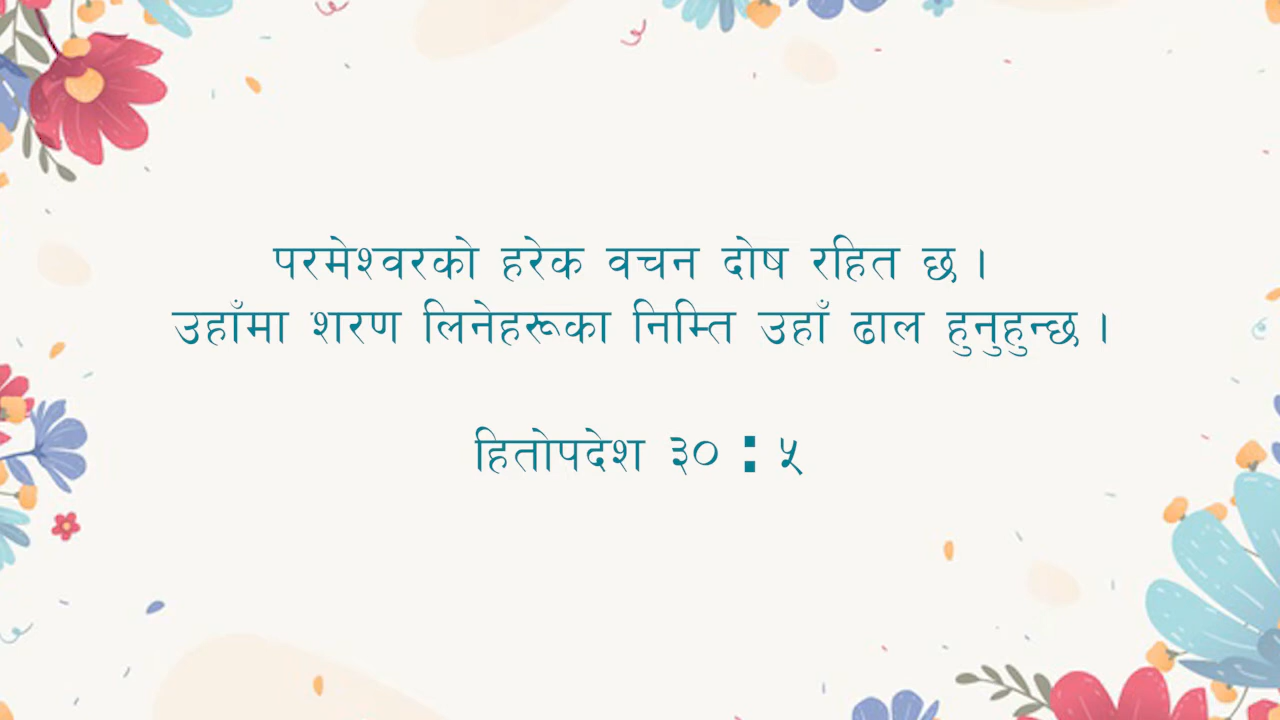 परमेश्वरको हरेक वचन दोष रहित छ ।
उहाँमा शरण लिनेहरूका निम्ति उहाँ ढाल हुनुहुन्छ ।
हितोपदेश ३० : ५